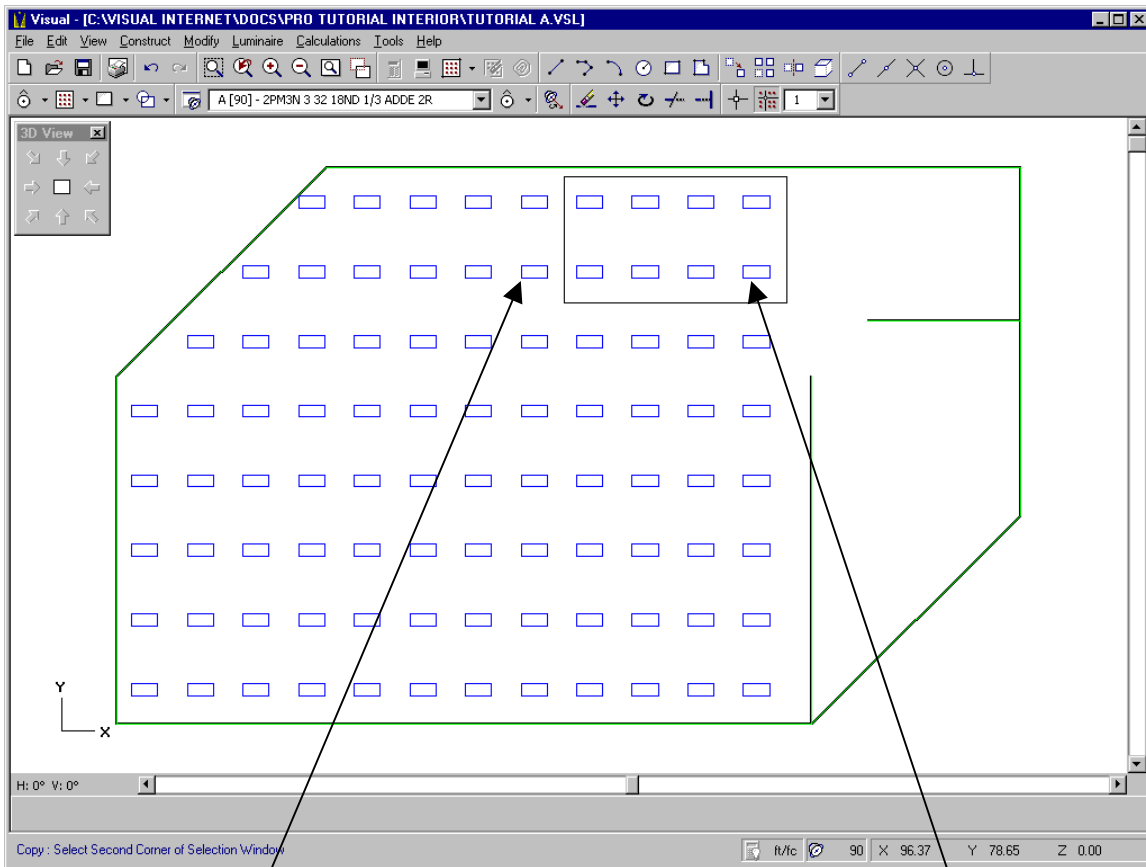 Visual - [C:\VISUAL INTERNET\DOCS\PRO TUTORIAL INTERIOR\TUTORIAL A.VSL]
File Edit View Construct Modify Luminaire Calculations Tools Help
A [90] - 2PM3N 3 32 18ND 1/3 ADDE 2R 1
3D View
Y
X
H: 0° V: 0°
Copy : Select Second Corner of Selection Window ft/fc 90 X 96.37 Y 78.65 Z 0.00